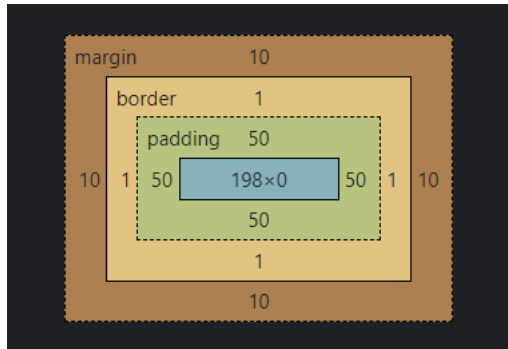 margin 10
border 1
padding 50
10 1 50 198×0 50 1 10
50
1
10